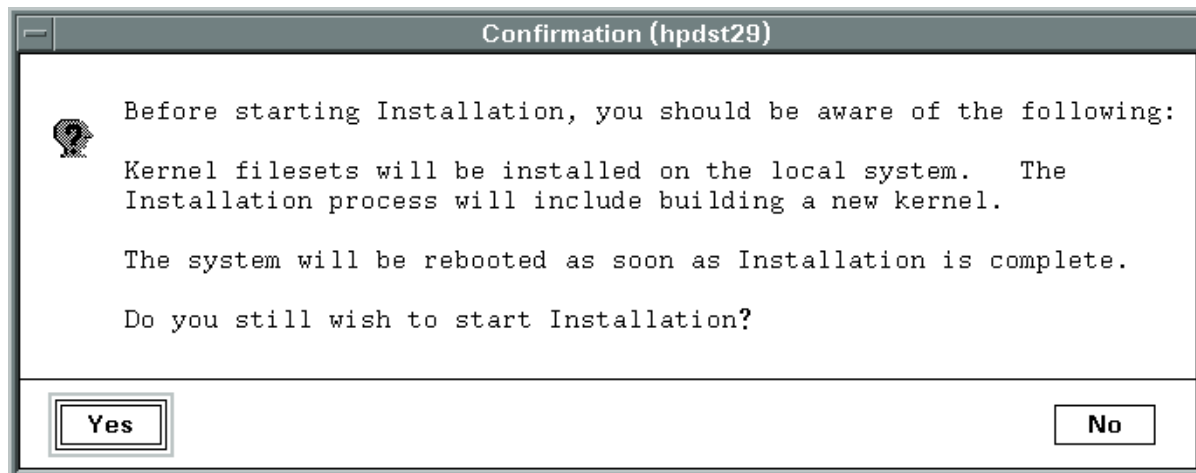 Confirmation (hpdst29)
Before starting Installation, you should be aware of the following:
Kernel filesets will be installed on the local system.   The
Installation process will include building a new kernel.
The system will be rebooted as soon as Installation is complete.
Do you still wish to start Installation?
Yes
No